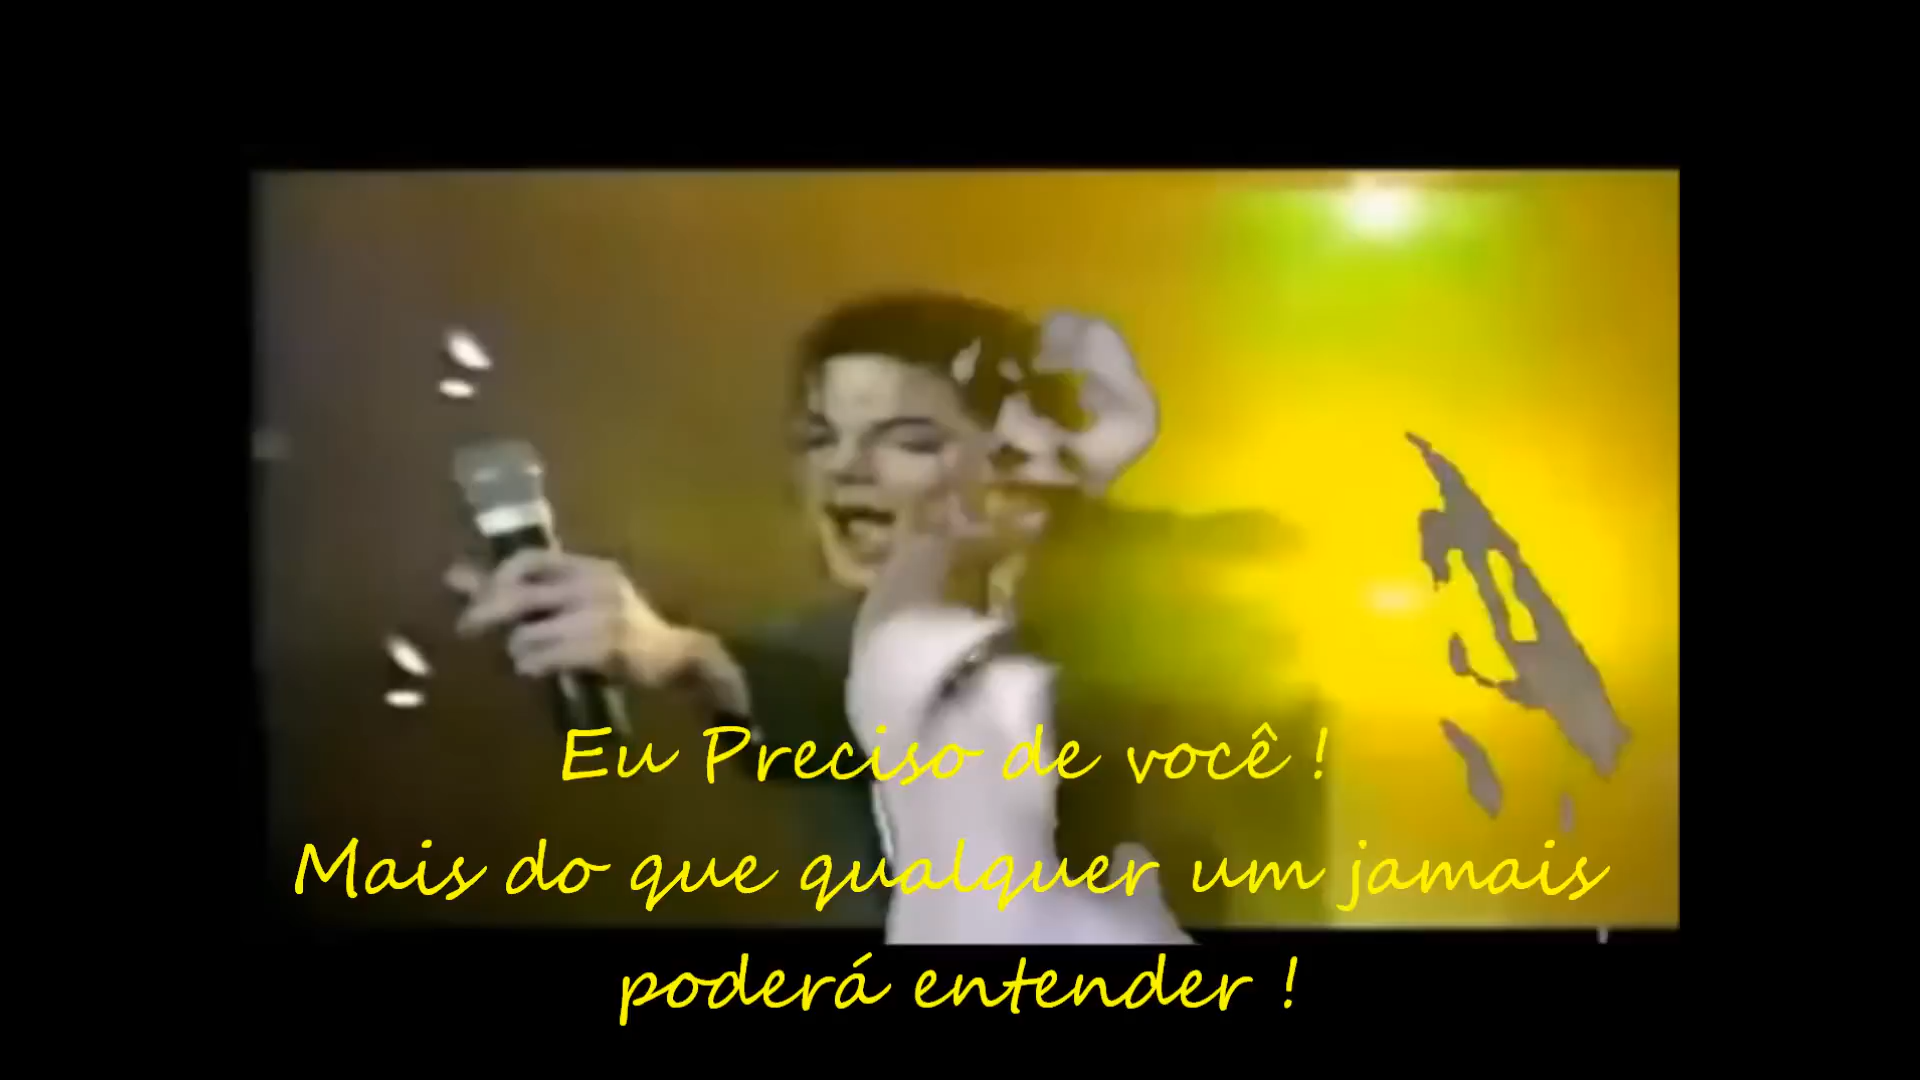 Eu Preciso de você !
Mais do que qualquer um jamais
poderá entender !